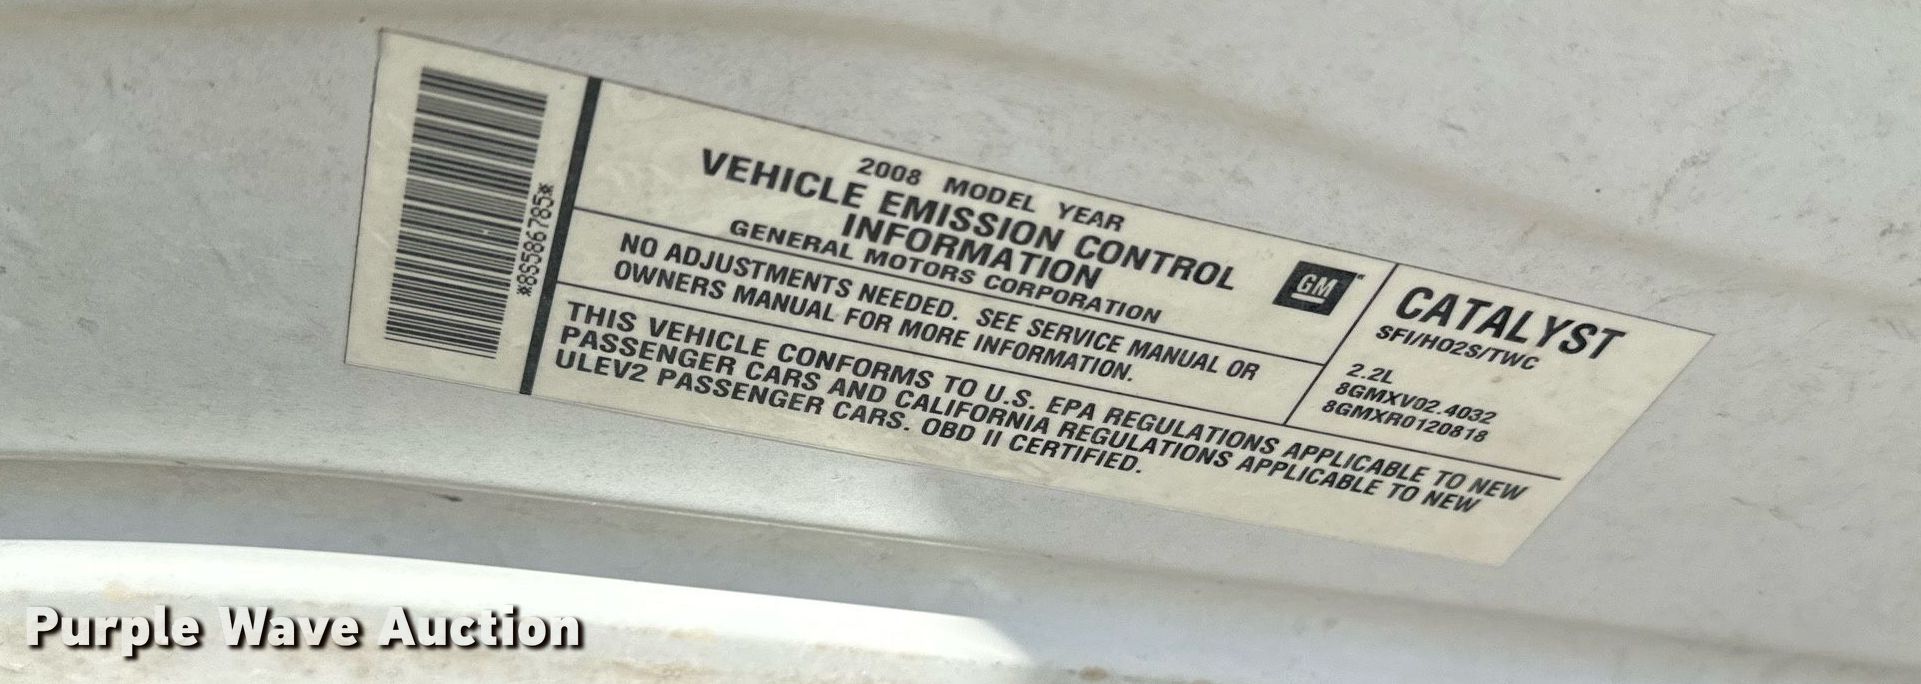 *8S586785*
2008 MODEL YEAR
VEHICLE EMISSION CONTROL
INFORMATION
GENERAL MOTORS CORPORATION
GM
NO ADJUSTMENTS NEEDED. SEE SERVICE MANUAL OR
OWNERS MANUAL FOR MORE INFORMATION.
CATALYST
SFI/HO2S/TWC
2.2L
8GMXV02.4032
8GMXR0120818
THIS VEHICLE CONFORMS TO U.S. EPA REGULATIONS APPLICABLE TO NEW
PASSENGER CARS AND CALIFORNIA REGULATIONS APPLICABLE TO NEW
ULEV2 PASSENGER CARS. OBD II CERTIFIED.
Purple Wave Auction